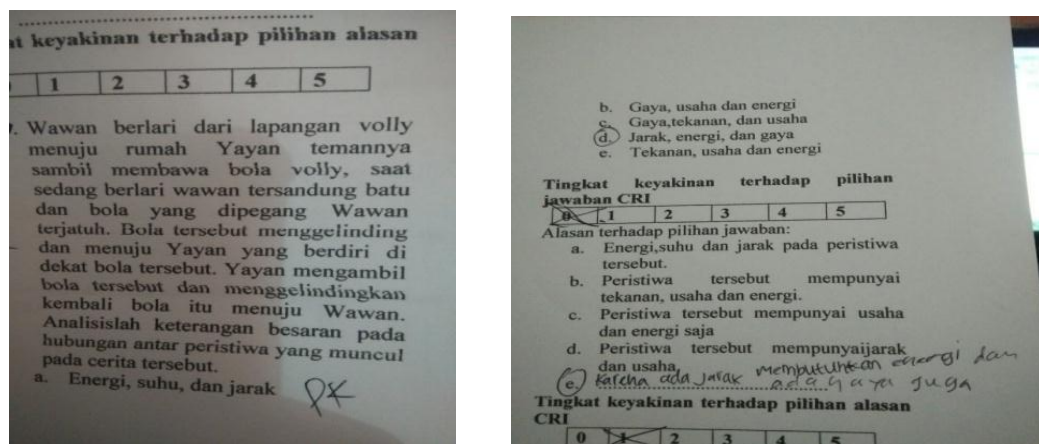 at keyakinan terhadap pilihan alasan
1 2 3 4 5
Wawan berlari dari lapangan volly
menuju rumah Yayan temannya
sambil membawa bola volly, saat
sedang berlari wawan tersandung batu
dan bola yang dipegang Wawan
terjatuh. Bola tersebut menggelinding
dan menuju Yayan yang berdiri di
dekat bola tersebut. Yayan mengambil
bola tersebut dan menggelindingkan
kembali bola itu menuju Wawan.
Analisislah keterangan besaran pada
hubungan antar peristiwa yang muncul
pada cerita tersebut.
a. Energi, suhu, dan jarak
PK
b. Gaya, usaha dan energi
c. Gaya,tekanan, dan usaha
d. Jarak, energi, dan gaya
e. Tekanan, usaha dan energi
Tingkat keyakinan terhadap pilihan
jawaban CRI
0 1 2 3 4 5
Alasan terhadap pilihan jawaban:
a. Energi,suhu dan jarak pada peristiwa
tersebut.
b. Peristiwa tersebut mempunyai
tekanan, usaha dan energi.
c. Peristiwa tersebut mempunyai usaha
dan energi saja
d. Peristiwa tersebut mempunyaijarak
dan usaha
e. Karena ada jarak membutuhkan energi dan
ada gaya juga
Tingkat keyakinan terhadap pilihan alasan
CRI
0 1 2 3 4 5